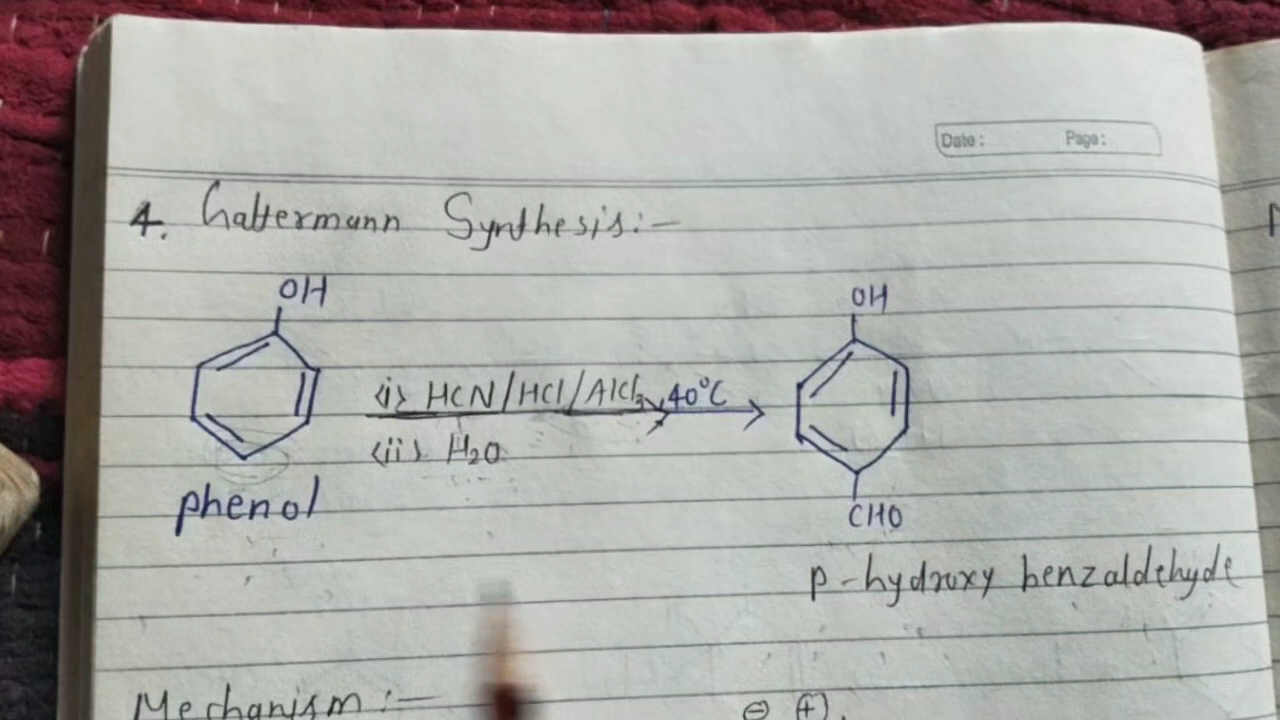 Date: Page:
4. Gattermann Synthesis:-
OH
OH
<i> HCN/HCl/AlCl₃, 40°C
<ii> H₂O
phenol
CHO
p-hydroxy benzaldehyde
Mechanism:-
⊖ (+)